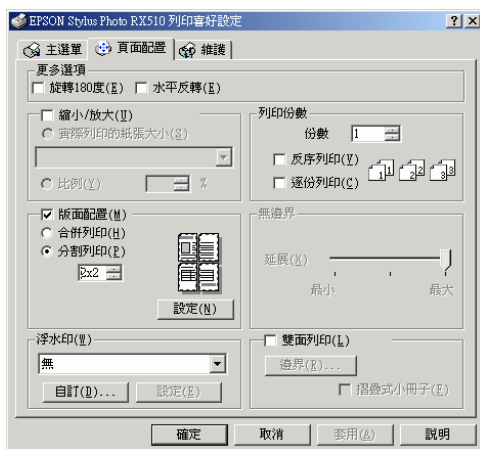 EPSON Stylus Photo RX510 列印喜好設定
主選單
頁面配置
維護
更多選項
旋轉180度(E)
水平反轉(E)
縮小/放大(U)
實際列印的紙張大小(S)
比例(Y)
%
列印份數
份數 1
反序列印(V)
逐份列印(C)
1 1 2 2 3 3
版面配置(M)
合併列印(H)
分割列印(P)
2x2
設定(N)
無邊界
延展(X)
最小
最大
浮水印(W)
無
自訂(D)...
設定(E)
雙面列印(L)
邊界(R)...
摺疊式小冊子(F)
確定
取消
套用(A)
說明